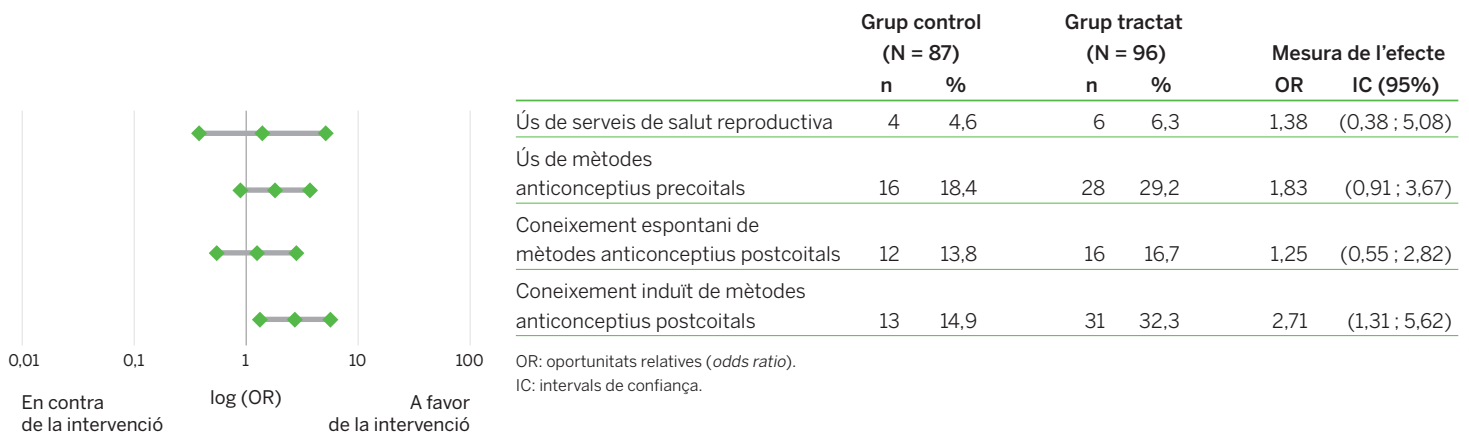 Grup control Grup tractat
(N = 87) (N = 96) Mesura de l'efecte
n % n % OR IC (95%)
Ús de serveis de salut reproductiva 4 4,6 6 6,3 1,38 (0,38 ; 5,08)
Ús de mètodes
anticonceptius precoitals 16 18,4 28 29,2 1,83 (0,91 ; 3,67)
Coneixement espontani de
mètodes anticonceptius postcoitals 12 13,8 16 16,7 1,25 (0,55 ; 2,82)
Coneixement induït de mètodes
anticonceptius postcoitals 13 14,9 31 32,3 2,71 (1,31 ; 5,62)
0,01 0,1 1 10 100
log (OR)
En contra
de la intervenció
A favor
de la intervenció
OR: oportunitats relatives (odds ratio).
IC: intervals de confiança.